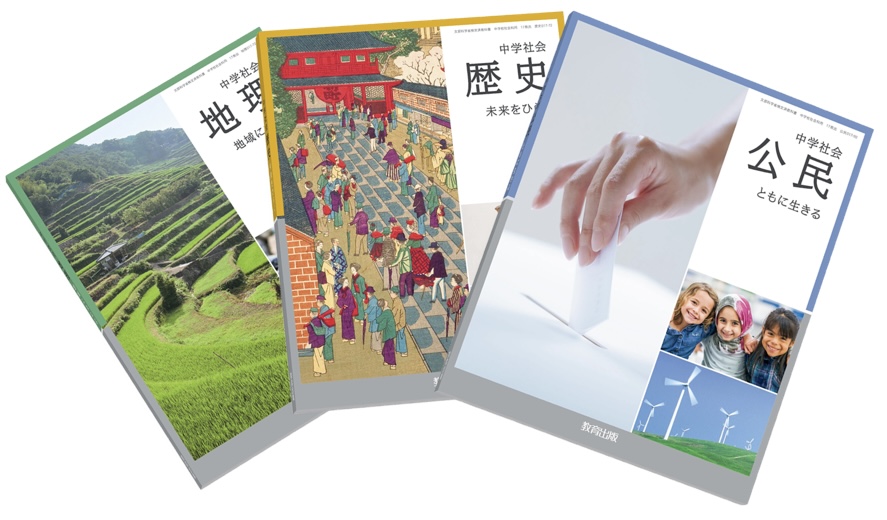 中学社会
地理
地域に
中学社会
歴史
未来をひ
中学社会
公民
ともに生きる
教育出版